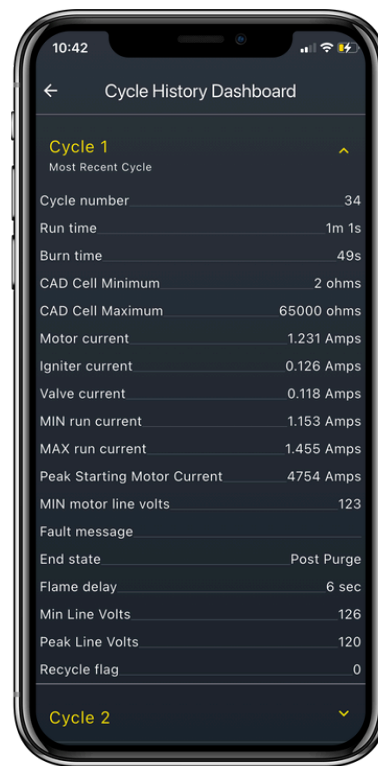 10:42
Cycle History Dashboard
Cycle 1
Most Recent Cycle
Cycle number 34
Run time 1m 1s
Burn time 49s
CAD Cell Minimum 2 ohms
CAD Cell Maximum 65000 ohms
Motor current 1.231 Amps
Igniter current 0.126 Amps
Valve current 0.118 Amps
MIN run current 1.153 Amps
MAX run current 1.455 Amps
Peak Starting Motor Current 4754 Amps
MIN motor line volts 123
Fault message
End state Post Purge
Flame delay 6 sec
Min Line Volts 126
Peak Line Volts 120
Recycle flag 0
Cycle 2